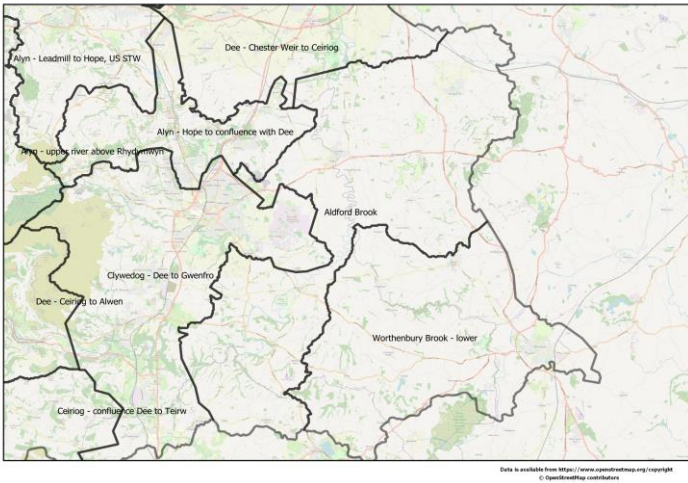 Dee - Chester Weir to Ceiriog
Alyn - Leadmill to Hope, US STW
Alyn - Hope to confluence with Dee
Alyn - upper river above Rhydymwyn
Aldford Brook
Clywedog - Dee to Gwenfro
Dee - Ceiriog to Alwen
Worthenbury Brook - lower
Ceiriog - confluence Dee to Teirw
Data is available from https://www.openstreetmap.org/copyright
© OpenStreetMap contributors